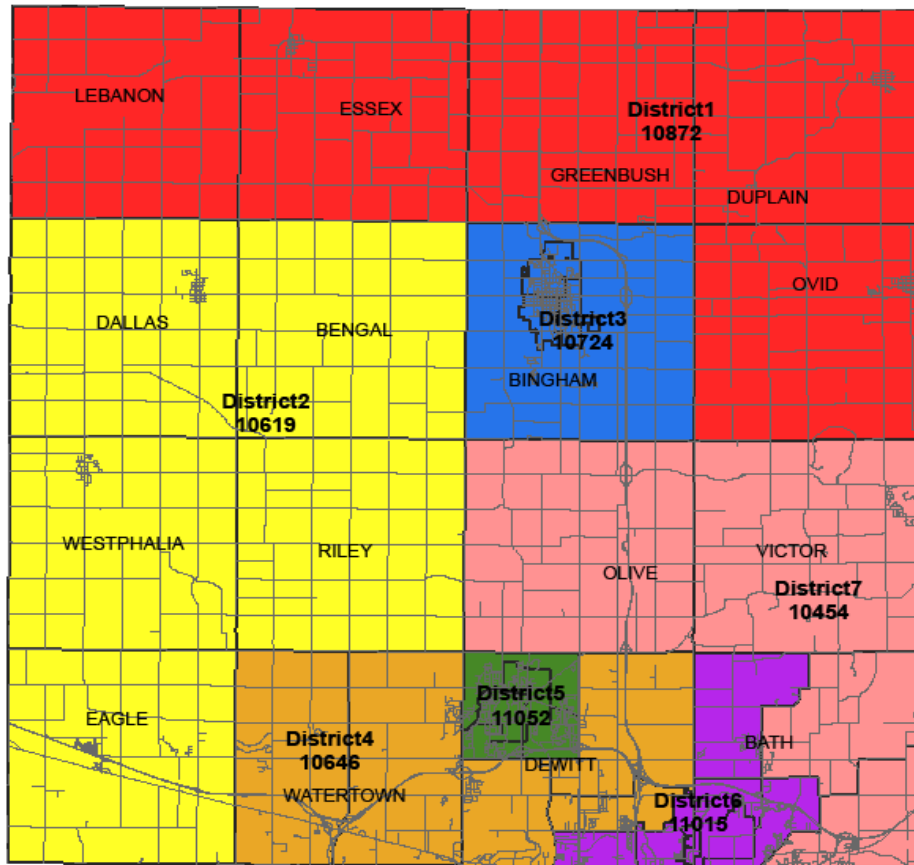 LEBANON
ESSEX
District1
10872
GREENBUSH
DUPLAIN
OVID
DALLAS
BENGAL
District3
10724
BINGHAM
District2
10619
WESTPHALIA
RILEY
OLIVE
VICTOR
District7
10454
EAGLE
District4
10646
WATERTOWN
District5
11052
DEWITT
BATH
District6
11015